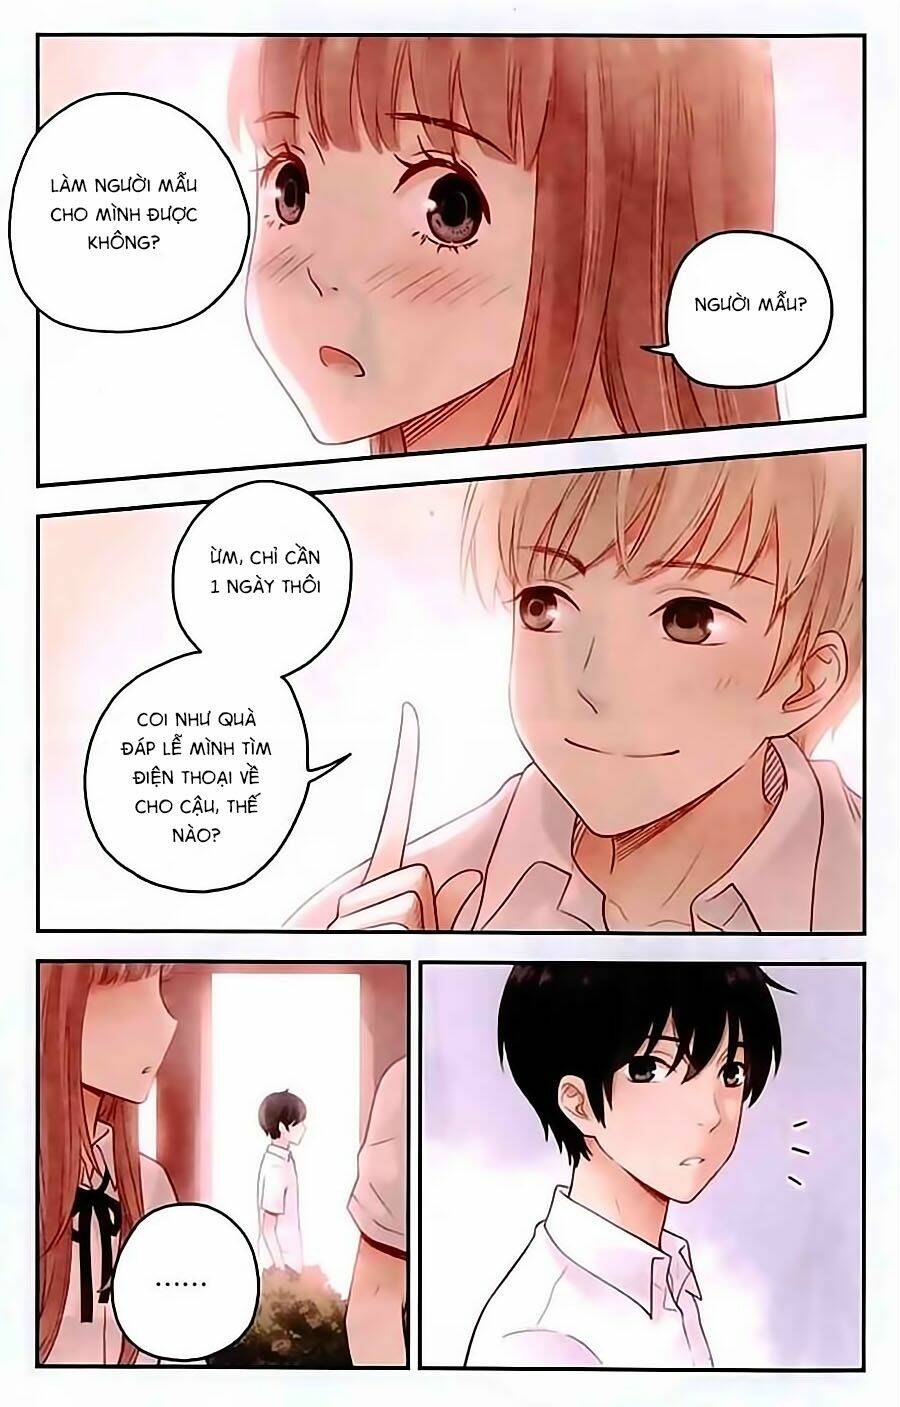 LÀM NGƯỜI MẪU
CHO MÌNH ĐƯỢC
KHÔNG?
NGƯỜI MẪU?
ỪM, CHỈ CẦN
1 NGÀY THÔI
COI NHƯ QUÀ
ĐÁP LỄ MÌNH TÌM
ĐIỆN THOẠI VỀ
CHO CẬU, THẾ
NÀO?
......